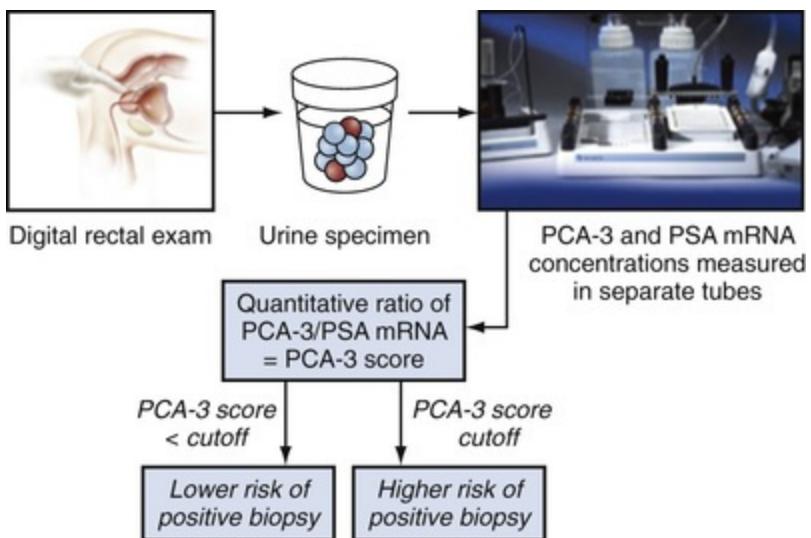 Digital rectal exam
Urine specimen
PCA-3 and PSA mRNA
concentrations measured
in separate tubes
Quantitative ratio of
PCA-3/PSA mRNA
= PCA-3 score
PCA-3 score
< cutoff
PCA-3 score
cutoff
Lower risk of
positive biopsy
Higher risk of
positive biopsy